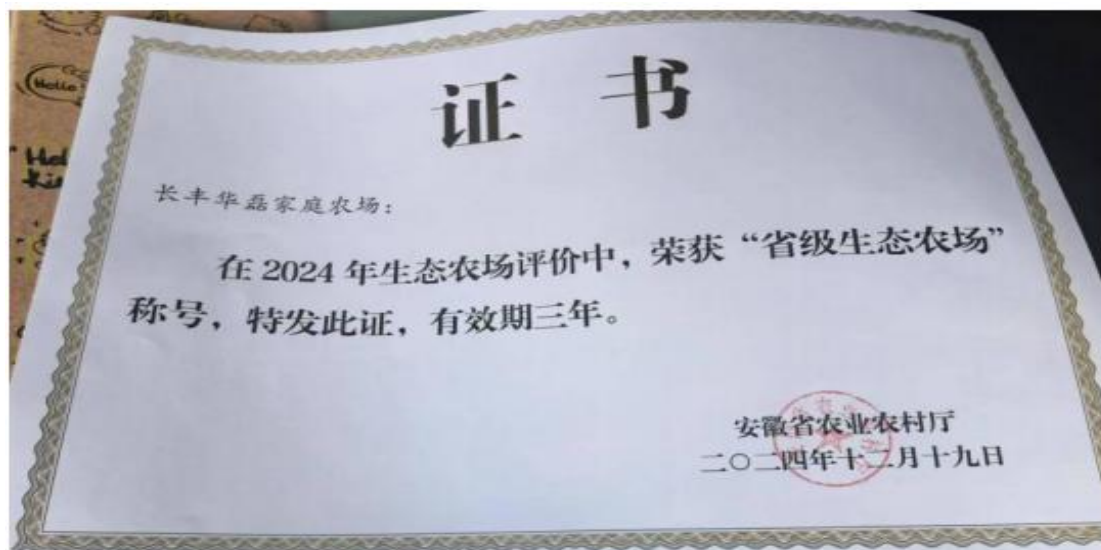 Hello
证 书
长丰华磊家庭农场：
在 2024 年生态农场评价中，荣获“省级生态农场”
称号，特发此证，有效期三年。
安徽省农业农村厅
二〇二四年十二月十九日